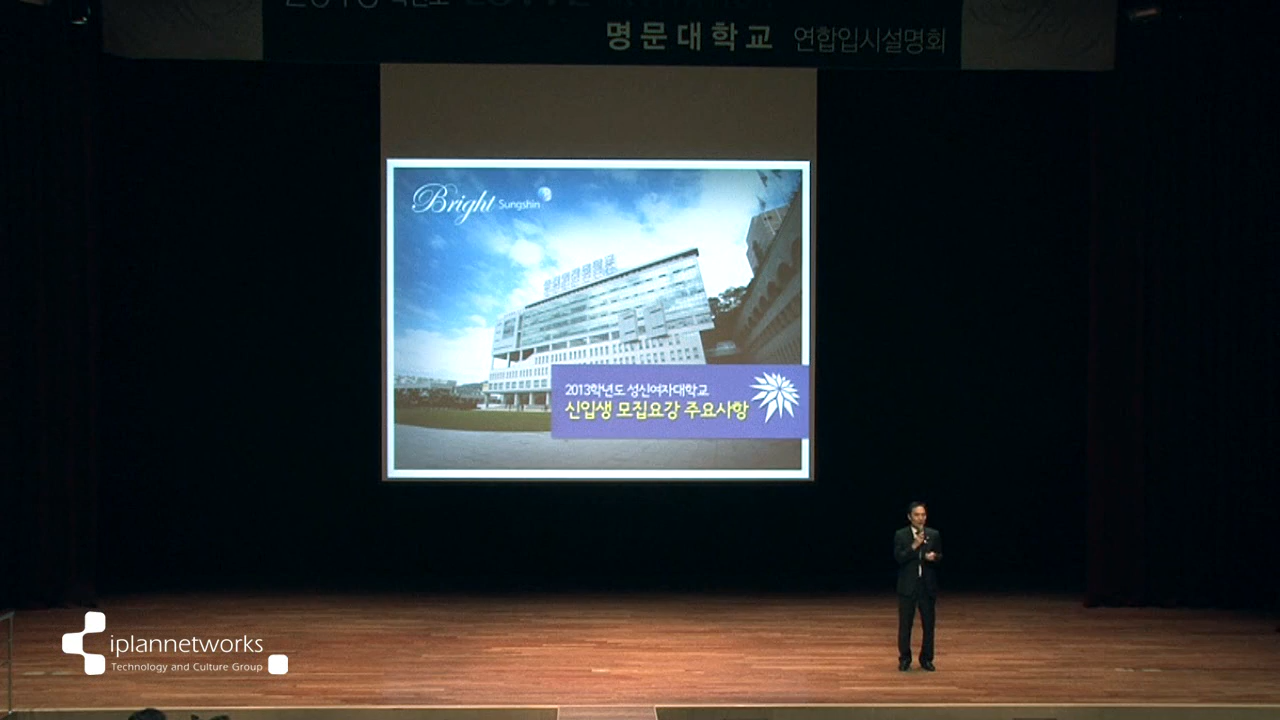 명문대학교 연합입시설명회
Bright Sungshin
2013학년도 성신여자대학교
신입생 모집요강 주요사항
iplannetworks
Technology and Culture Group